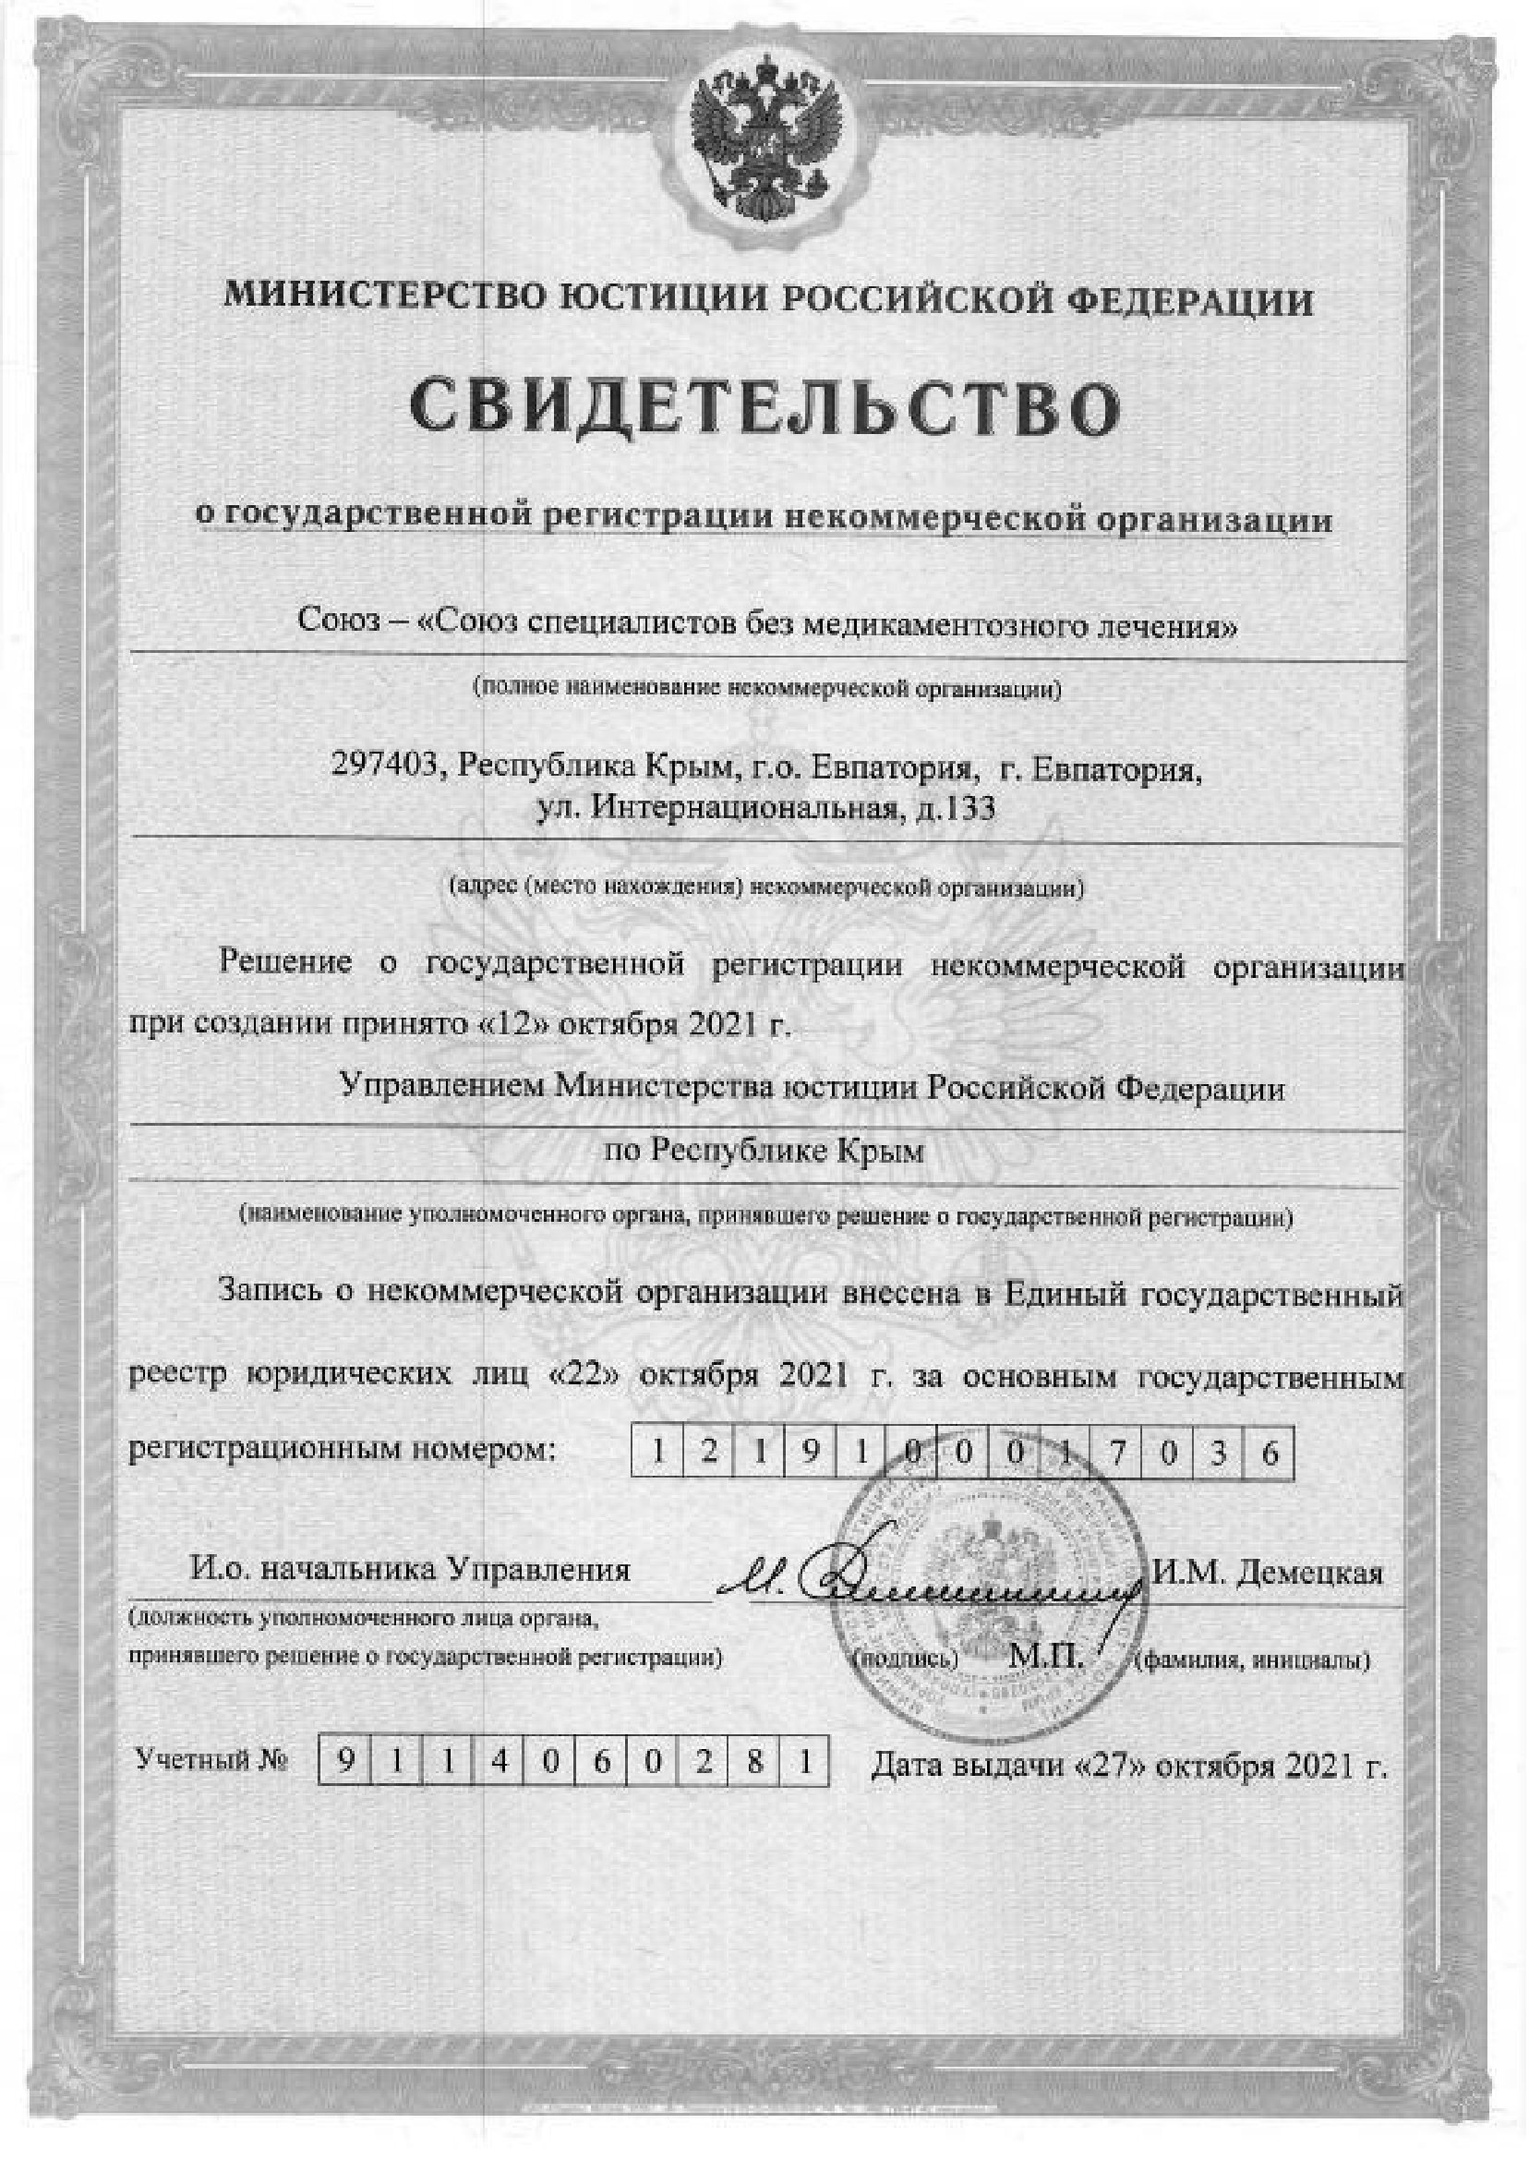 МИНИСТЕРСТВО ЮСТИЦИИ РОССИЙСКОЙ ФЕДЕРАЦИИ
СВИДЕТЕЛЬСТВО
о государственной регистрации некоммерческой организации
Союз – «Союз специалистов без медикаментозного лечения»
(полное наименование некоммерческой организации)
297403, Республика Крым, г.о. Евпатория, г. Евпатория,
ул. Интернациональная, д.133
(адрес (место нахождения) некоммерческой организации)
Решение о государственной регистрации некоммерческой организации
при создании принято «12» октября 2021 г.
Управлением Министерства юстиции Российской Федерации
по Республике Крым
(наименование уполномоченного органа, принявшего решение о государственной регистрации)
Запись о некоммерческой организации внесена в Единый государственный
реестр юридических лиц «22» октября 2021 г. за основным государственным
регистрационным номером: 1 2 1 9 1 0 0 0 1 7 0 3 6
И.о. начальника Управления И.М. Демецкая
(должность уполномоченного лица органа,
принявшего решение о государственной регистрации) (подпись) М.П. (фамилия, инициалы)
Учетный № 9 1 1 4 0 6 0 2 8 1 Дата выдачи «27» октября 2021 г.